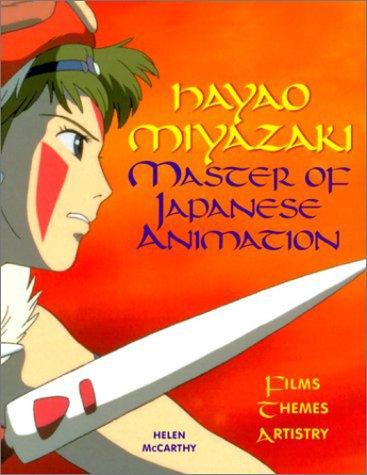 Hayao
Miyazaki
Master of
Japanese
Animation
Films
Themes
Artistry
Helen
McCarthy